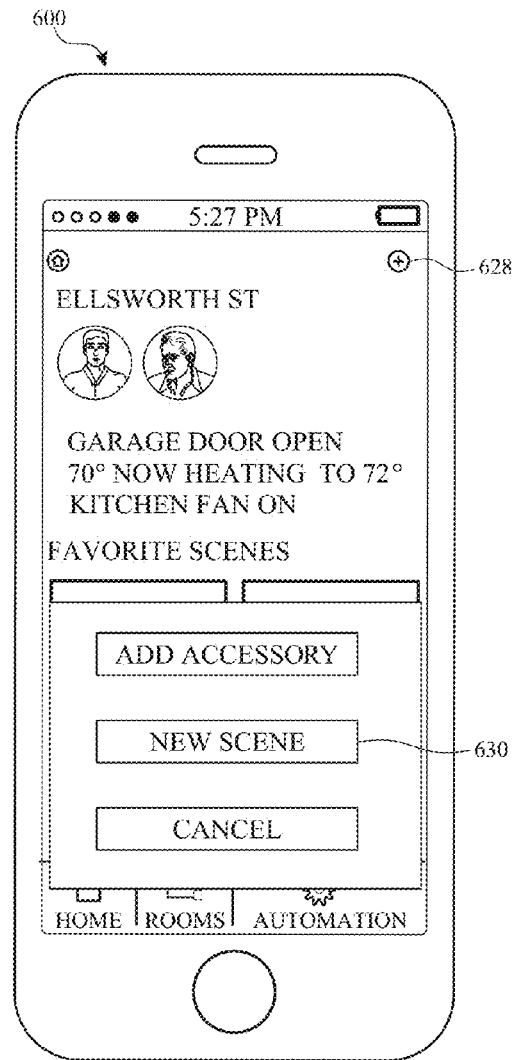 600
5:27 PM
628
ELLSWORTH ST
GARAGE DOOR OPEN
70° NOW HEATING TO 72°
KITCHEN FAN ON
FAVORITE SCENES
ADD ACCESSORY
NEW SCENE
630
CANCEL
HOME ROOMS AUTOMATION